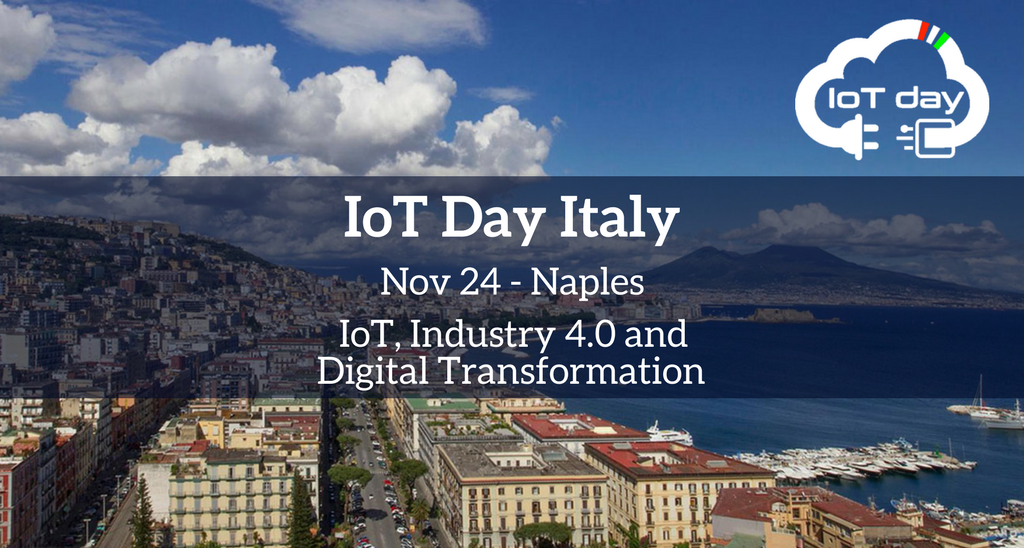 IoT day
IoT Day Italy
Nov 24 - Naples
IoT, Industry 4.0 and
Digital Transformation